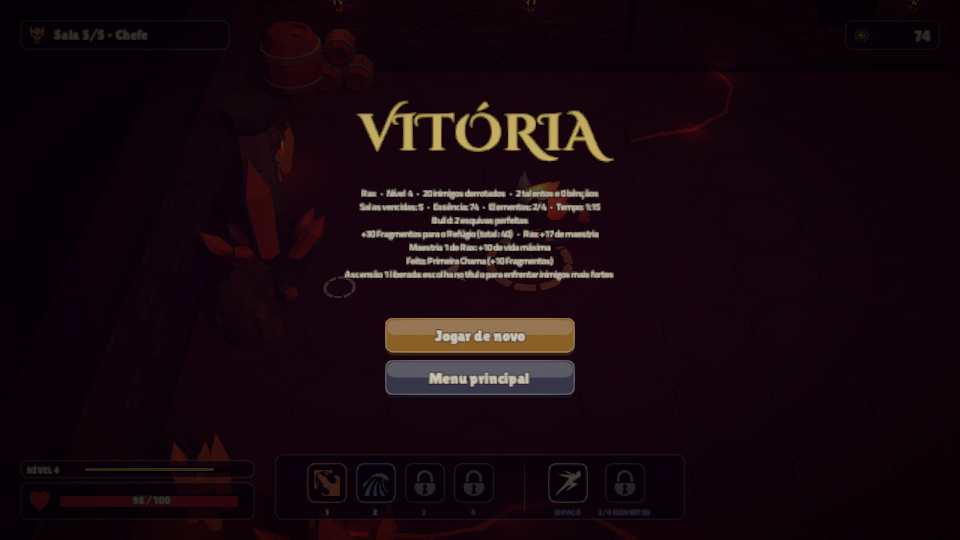 Sala 5/5 · Chefe
74
VITÓRIA
Rax · Nível 4 · 20 inimigos derrotados · 2 talentos e 0 bênçãos
Salas vencidas: 5 · Essência: 74 · Elementos: 2/4 · Tempo: 1:15
Build: 2 esquivas perfeitas
+30 Fragmentos para o Refúgio (total: 40) · Rax +17 de maestria
Maestria 1 de Rax: +10 de vida máxima
Feito: Primeira Chama (+10 Fragmentos)
Ascensão 1 liberada: escolha no título para enfrentar inimigos mais fortes
Jogar de novo
Menu principal
NÍVEL 4
98 / 100
1 2 3 4 ESPAÇO 2/4 ELEMENTOS